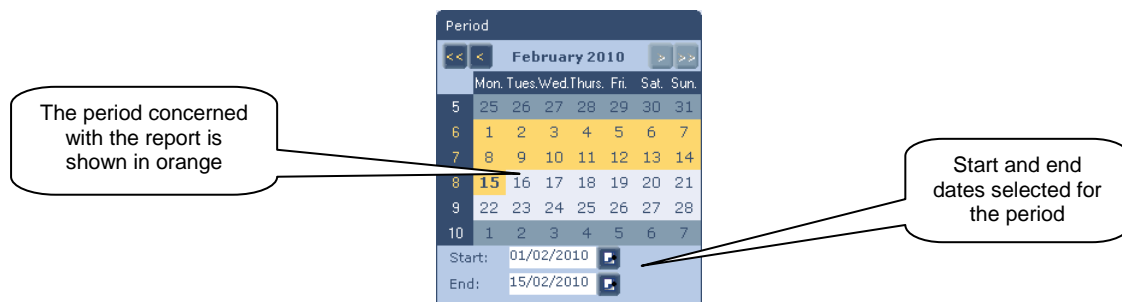 Period
<< < February 2010 > >>
Mon. Tues. Wed. Thurs. Fri. Sat. Sun.
5 25 26 27 28 29 30 31
6 1 2 3 4 5 6 7
7 8 9 10 11 12 13 14
8 15 16 17 18 19 20 21
9 22 23 24 25 26 27 28
10 1 2 3 4 5 6 7
Start: 01/02/2010
End: 15/02/2010
The period concerned
with the report is
shown in orange
Start and end
dates selected for
the period